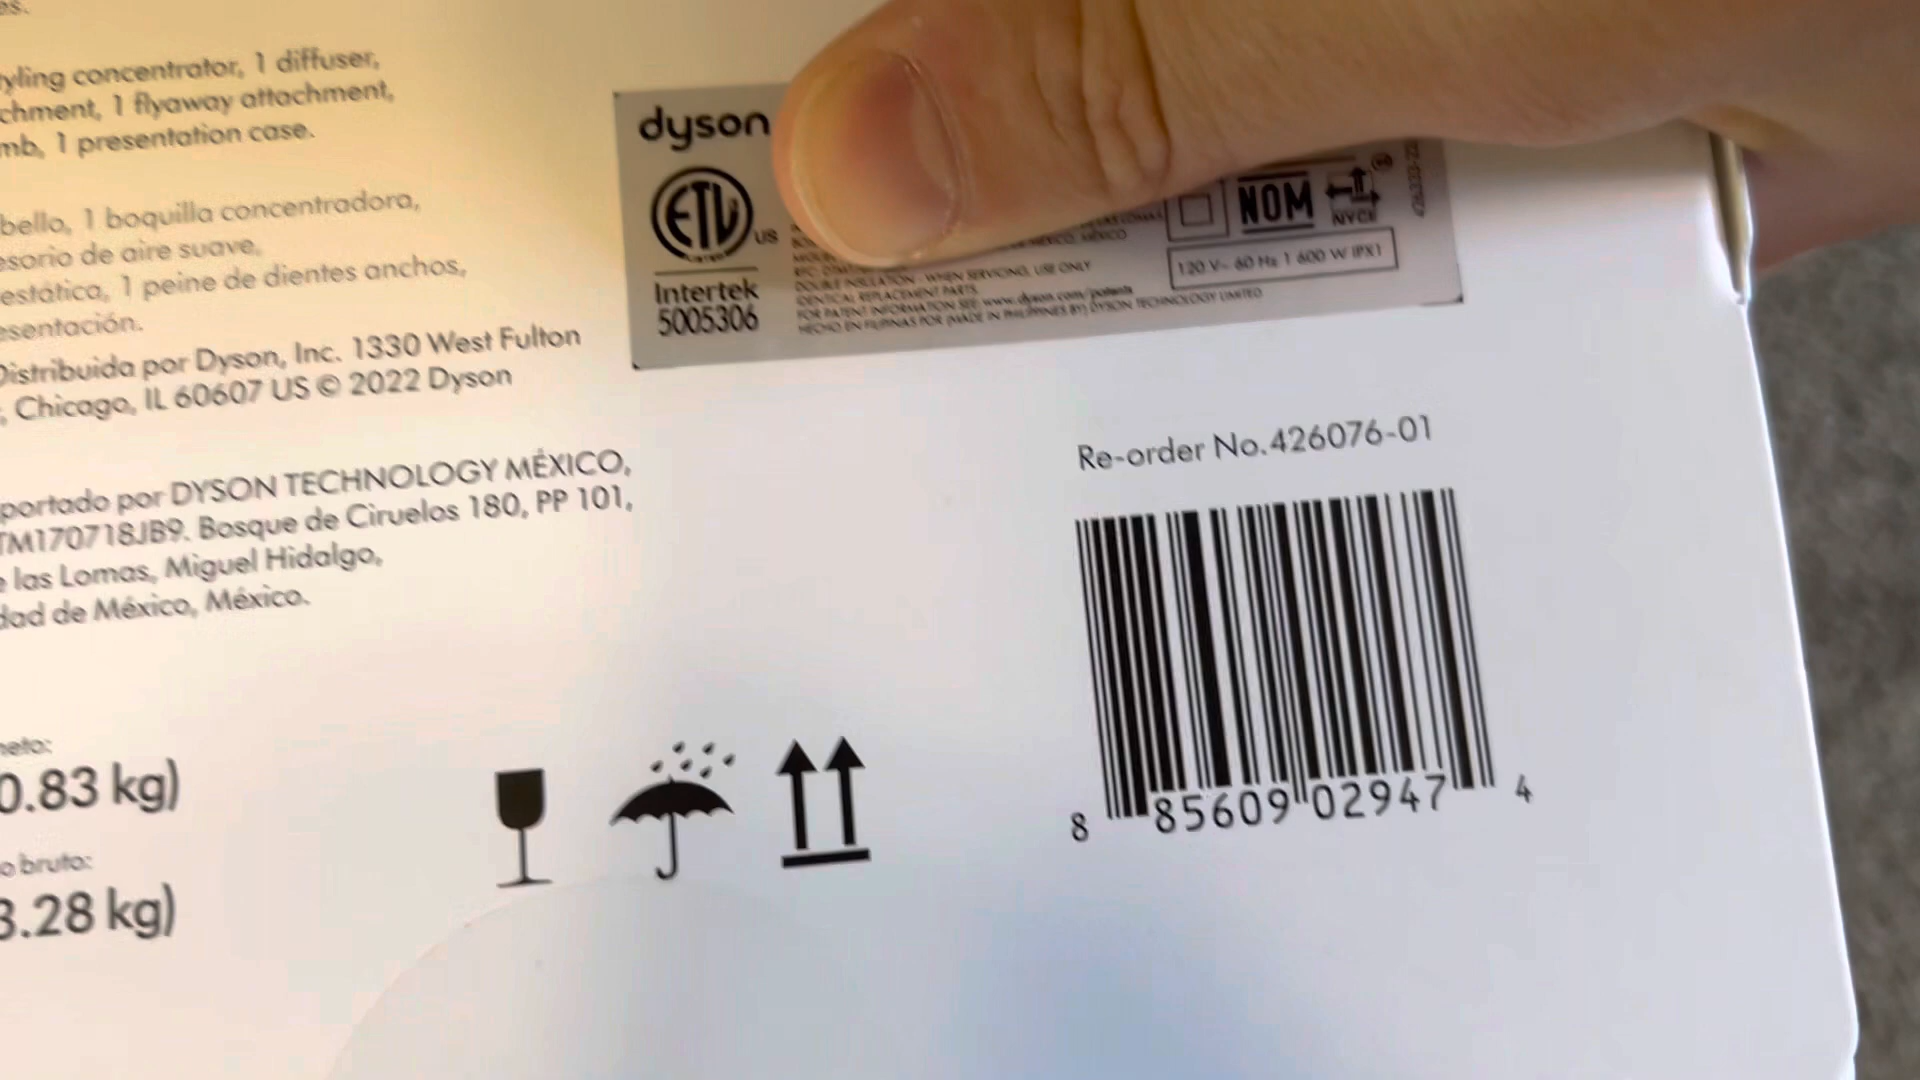 yling concentrator, 1 diffuser,
chment, 1 flyaway attachment,
mb, 1 presentation case.
bello, 1 boquilla concentradora,
esorio de aire suave,
estática, 1 peine de dientes anchos,
esentación.
Distribuida por Dyson, Inc. 1330 West Fulton
, Chicago, IL 60607 US © 2022 Dyson
portado por DYSON TECHNOLOGY MÉXICO,
TM170718JB9. Bosque de Ciruelos 180, PP 101,
e las Lomas, Miguel Hidalgo,
dad de México, México.
neto:
0.83 kg)
o bruto:
3.28 kg)
dyson
ETL
US
Intertek
5005306
MÉXICO, MÉXICO
DOUBLE INSULATION - WHEN SERVICING, USE ONLY
IDENTICAL REPLACEMENT PARTS.
FOR PATENT INFORMATION SEE www.dyson.com/patents
HECHO EN FILIPINAS POR (MADE IN PHILIPPINES BY) DYSON TECHNOLOGY LIMITED
NOM
NYCE
120 V~ 60 Hz 1 600 W IPX1
Re-order No.426076-01
8 85609 02947 4